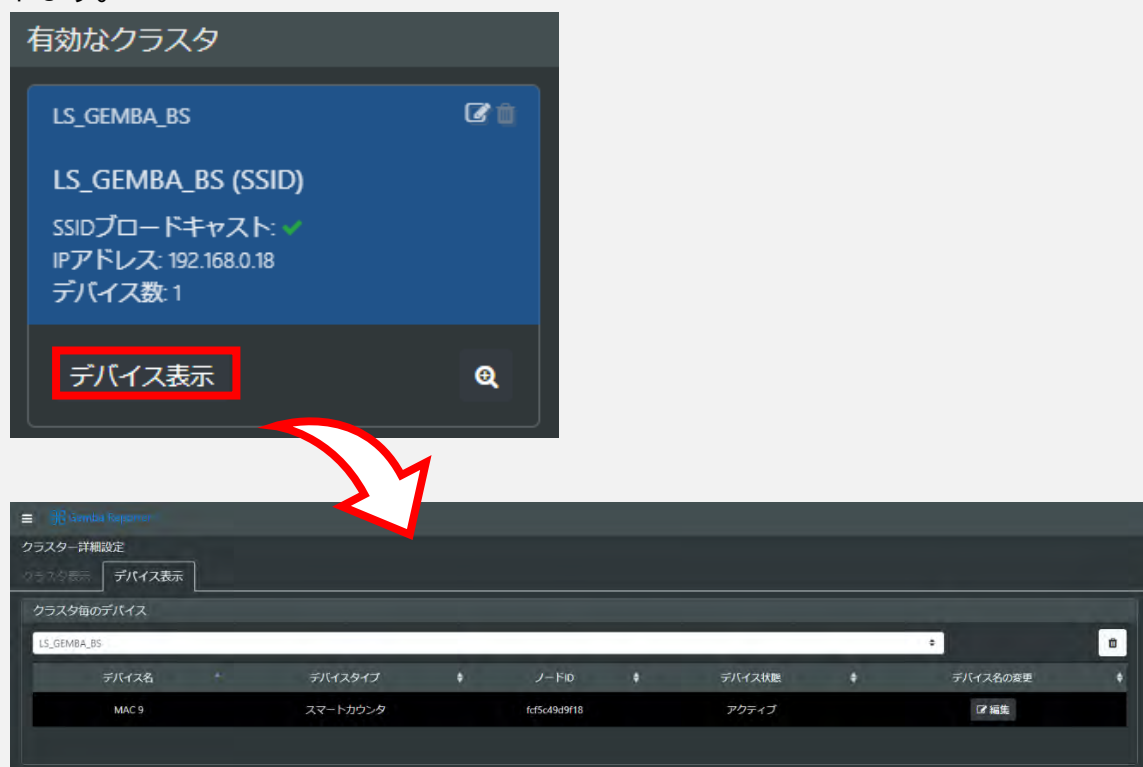 有効なクラスタ
LS_GEMBA_BS
LS_GEMBA_BS (SSID)
SSIDブロードキャスト:
IPアドレス: 192.168.0.18
デバイス数: 1
デバイス表示
クラスター詳細設定
クラスタ表示 デバイス表示
クラスタ毎のデバイス
LS_GEMBA_BS
デバイス名 デバイスタイプ ノードID デバイス状態 デバイス名の変更
MAC 9 スマートカウンタ fcf5c49d9f18 アクティブ 編集